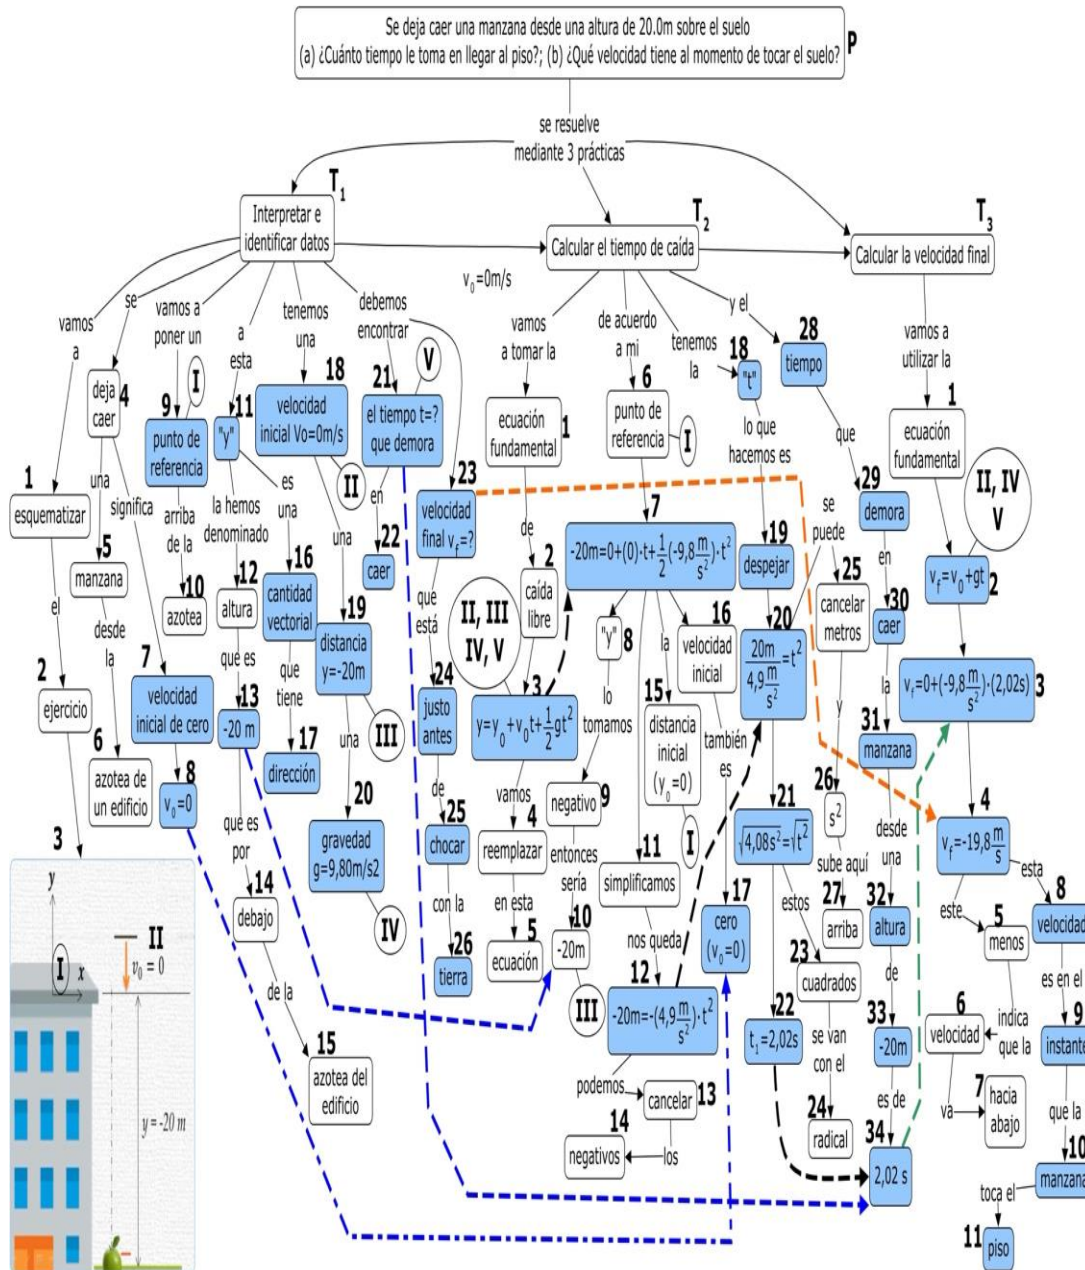 Se deja caer una manzana desde una altura de 20.0m sobre el suelo
(a) ¿Cuánto tiempo le toma en llegar al piso?; (b) ¿Qué velocidad tiene al momento de tocar el suelo?
P
se resuelve
mediante 3 prácticas
T₁
Interpretar e
identificar datos
T₂
Calcular el tiempo de caída
T₃
Calcular la velocidad final
v₀=0m/s
vamos
a
1
esquematizar
el
2
ejercicio
3
se
deja
caer
4
una
5
manzana
desde
la
6
azotea de
un edificio
significa
7
velocidad
inicial de cero
8
v₀=0
vamos a
poner un
I
9
punto de
referencia
arriba
de la
10
azotea
a
esta
11
"y"
la hemos
denominado
12
altura
que es
13
-20 m
que es
por
14
debajo
de la
15
azotea del
edificio
es
una
16
cantidad
vectorial
que
tiene
17
dirección
tenemos
una
18
velocidad
inicial Vo=0m/s
II
una
19
distancia
y=-20m
III
una
20
gravedad
g=9,80m/s2
IV
debemos
encontrar
V
21
el tiempo t=?
que demora
en
22
caer
23
velocidad
final v_f=?
que
está
24
justo
antes
de
25
chocar
con la
26
tierra
vamos
a tomar la
ecuación
fundamental
1
de
2
caída
libre
II, III
IV, V
3
y=y₀+v₀t+1/2gt²
vamos
4
reemplazar
en esta
5
ecuación
de acuerdo
a mi
6
punto de
referencia
I
7
-20m=0+(0)·t+1/2(-9,8m/s²)·t²
"y"
8
lo
tomamos
negativo
9
entonces
sería
10
-20m
III
11
simplificamos
nos queda
12
-20m=-(4,9m/s²)·t²
podemos
cancelar
13
los
14
negativos
la
15
distancia
inicial
(y₀=0)
I
16
velocidad
inicial
también
es
17
cero
(v₀=0)
tenemos
la
18
"t"
lo que
hacemos es
19
despejar
20
20m/4,9m/s²=t²
21
√4,08s²=√t²
22
t₁=2,02s
estos
23
cuadrados
se van
con el
24
radical
se
puede
25
cancelar
metros
y
26
s²
sube aquí
27
arriba
y el
28
tiempo
que
29
demora
en
30
caer
la
31
manzana
desde
una
32
altura
de
33
-20m
es de
34
2,02 s
vamos a
utilizar la
1
ecuación
fundamental
II, IV
V
v_f=v₀+gt
2
v_f=0+(-9,8m/s²)·(2,02s)
3
4
v_f=-19,8m/s
este
5
menos
indica
que la
6
velocidad
va
7
hacia
abajo
esta
8
velocidad
es en el
9
instante
que la
10
manzana
toca el
11
piso
y
I
x
II
v₀ = 0
y = -20 m